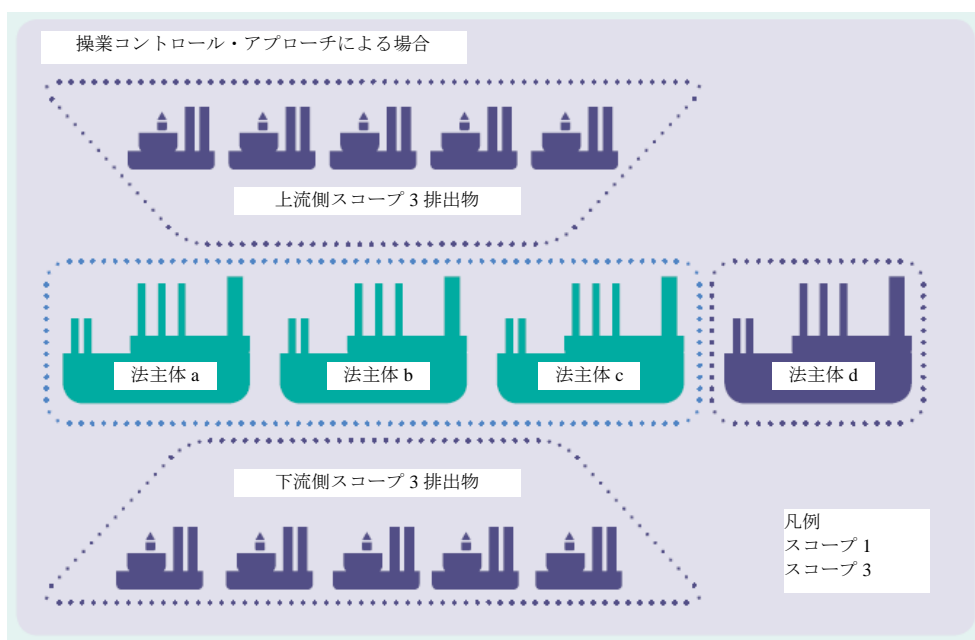 操業コントロール・アプローチによる場合
上流側スコープ 3 排出物
法主体 a
法主体 b
法主体 c
法主体 d
下流側スコープ 3 排出物
凡例
スコープ 1
スコープ 3